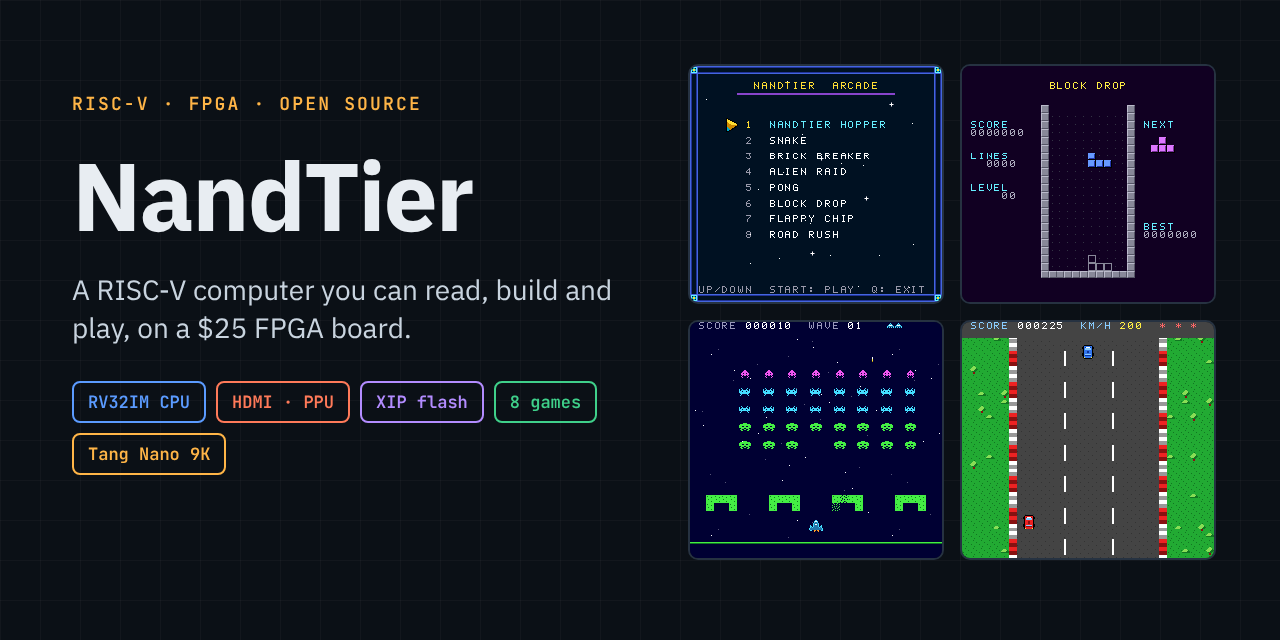 RISC-V · FPGA · OPEN SOURCE
NandTier
A RISC-V computer you can read, build and
play, on a $25 FPGA board.
RV32IM CPU
HDMI · PPU
XIP flash
8 games
Tang Nano 9K
NANDTIER ARCADE
1 NANDTIER HOPPER
2 SNAKE
3 BRICK BREAKER
4 ALIEN RAID
5 PONG
6 BLOCK DROP
7 FLAPPY CHIP
8 ROAD RUSH
UP/DOWN START: PLAY Q: EXIT
BLOCK DROP
SCORE
0000000
LINES
0000
LEVEL
00
NEXT
BEST
0000000
SCORE 000010 WAVE 01
SCORE 000225 KM/H 200 * * *